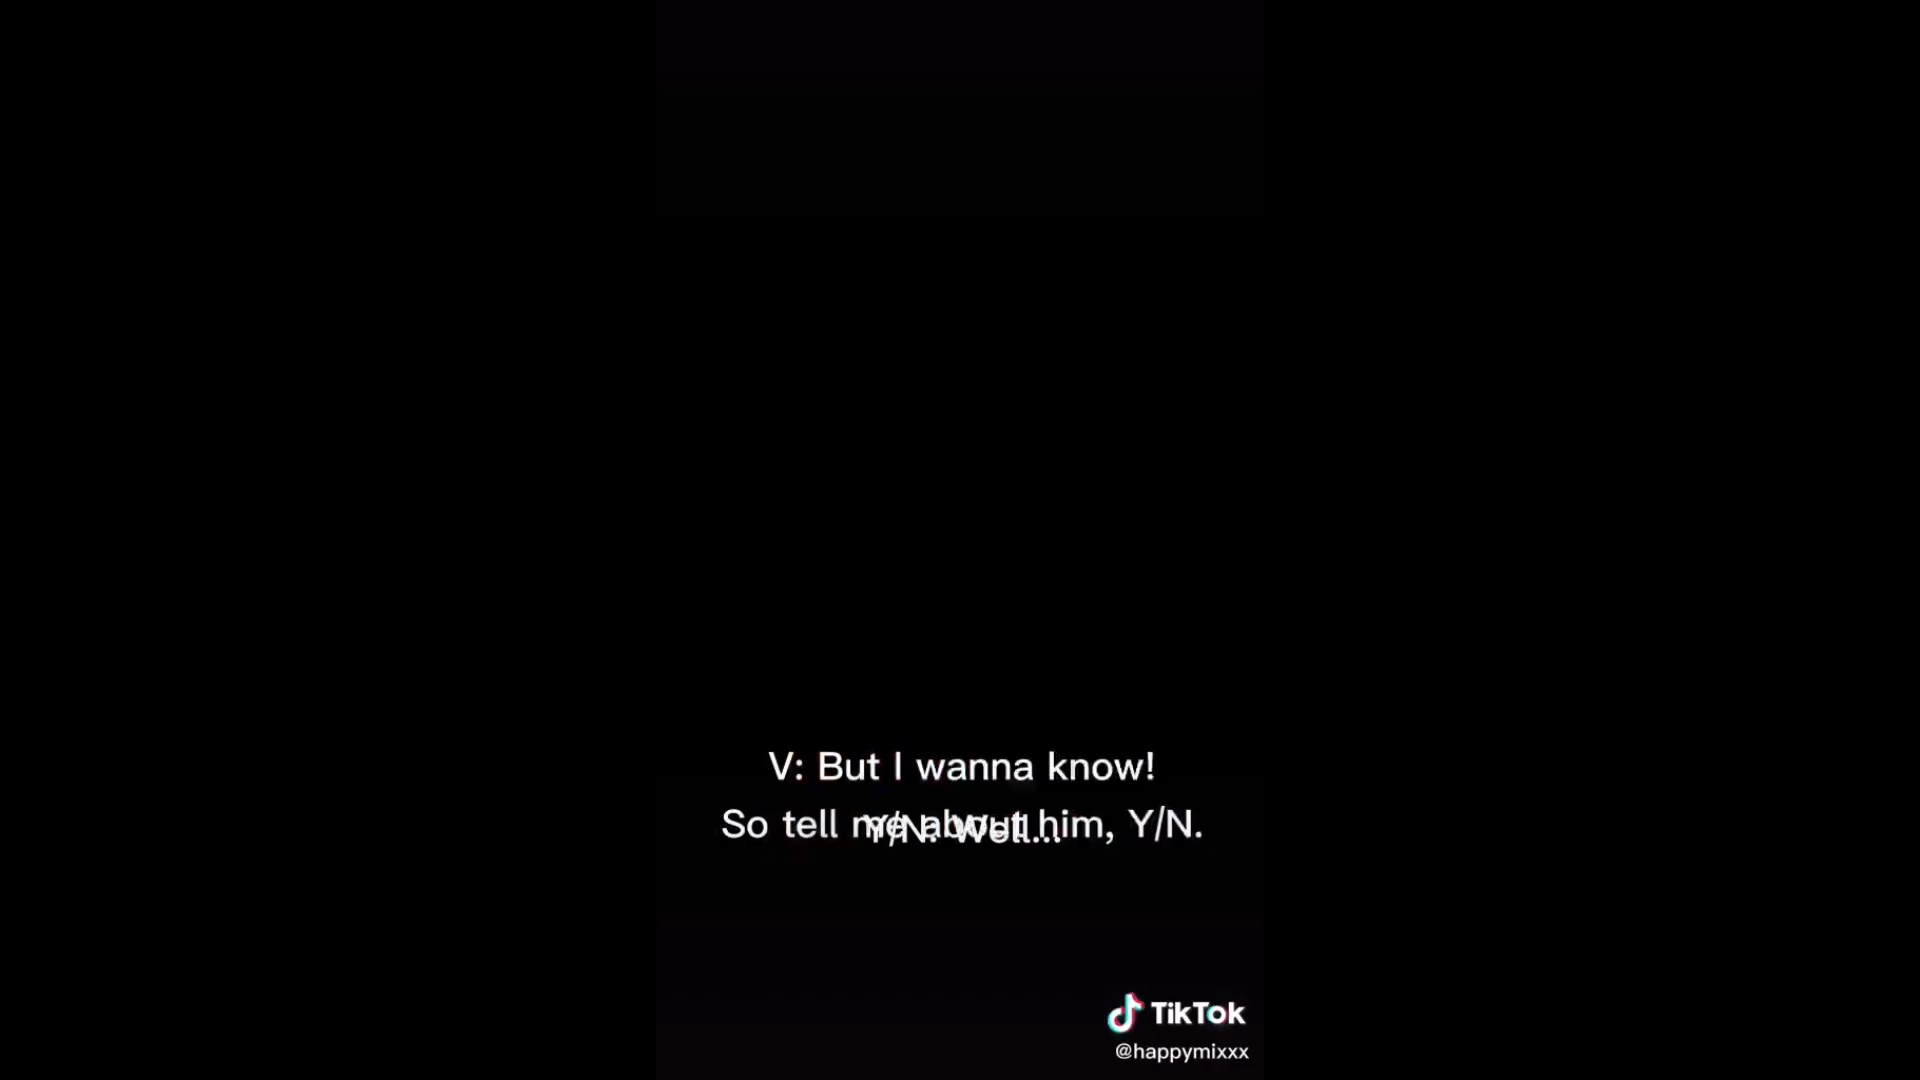 V: But I wanna know!
So tell me about him, Y/N.
Y/N: Well...
TikTok
@happymixxx